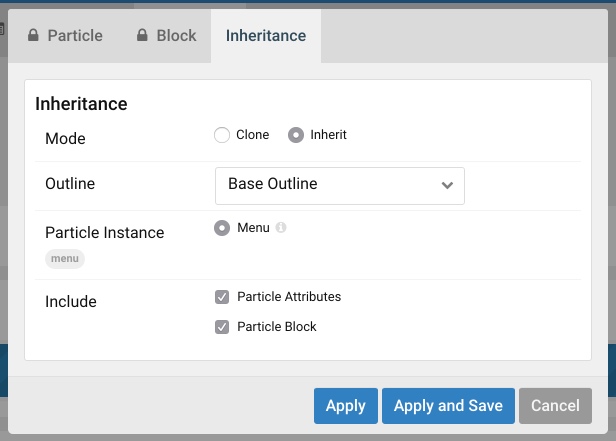 Particle Block Inheritance
Inheritance
Mode Clone Inherit
Outline Base Outline
Particle Instance Menu
menu
Include Particle Attributes
Particle Block
Apply Apply and Save Cancel